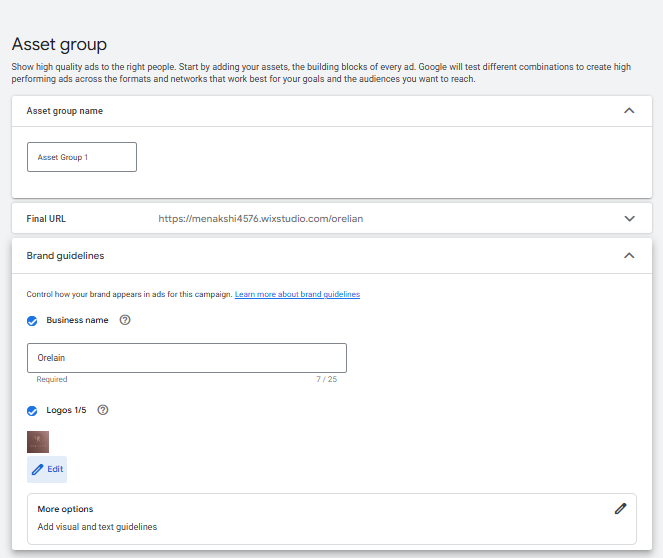 Asset group
Show high quality ads to the right people. Start by adding your assets, the building blocks of every ad. Google will test different combinations to create high
performing ads across the formats and networks that work best for your goals and the audiences you want to reach.
Asset group name
Asset Group 1
Final URL https://menakshi4576.wixstudio.com/orelian
Brand guidelines
Control how your brand appears in ads for this campaign. Learn more about brand guidelines
Business name
Orelain
Required 7 / 25
Logos 1/5
Edit
More options
Add visual and text guidelines